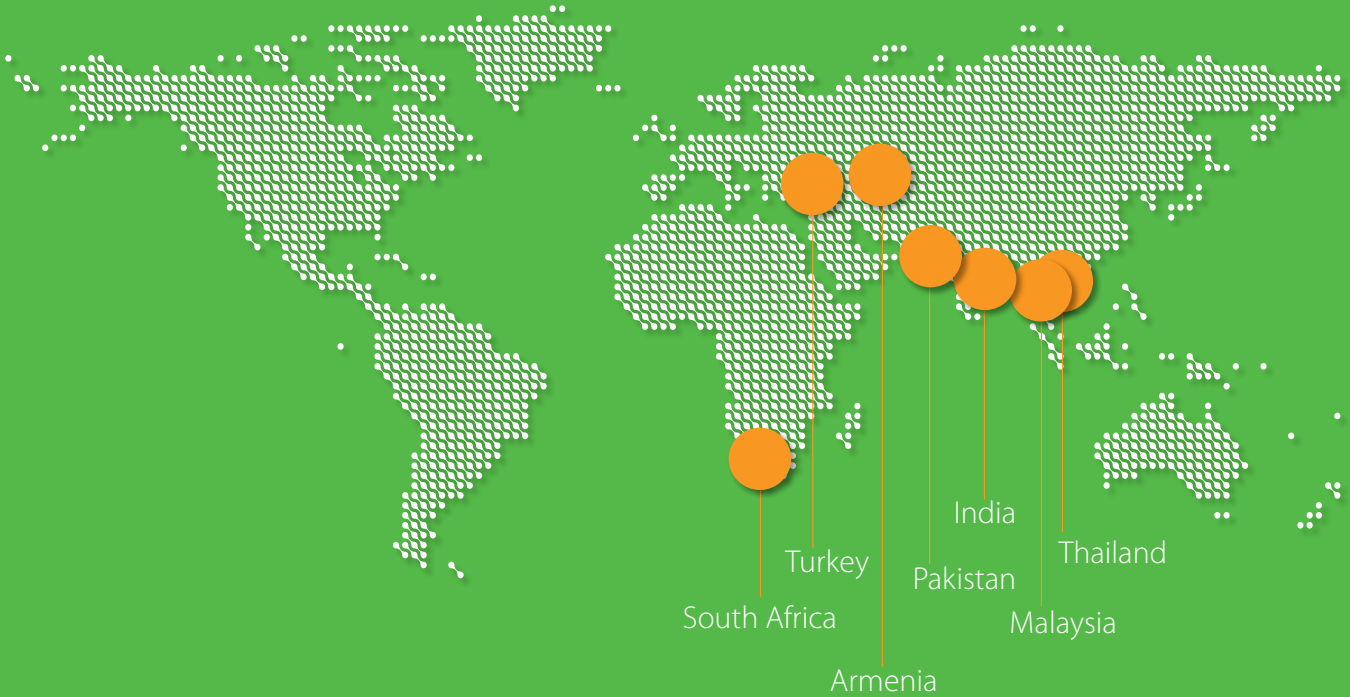 India
Thailand
Turkey
Pakistan
South Africa
Malaysia
Armenia